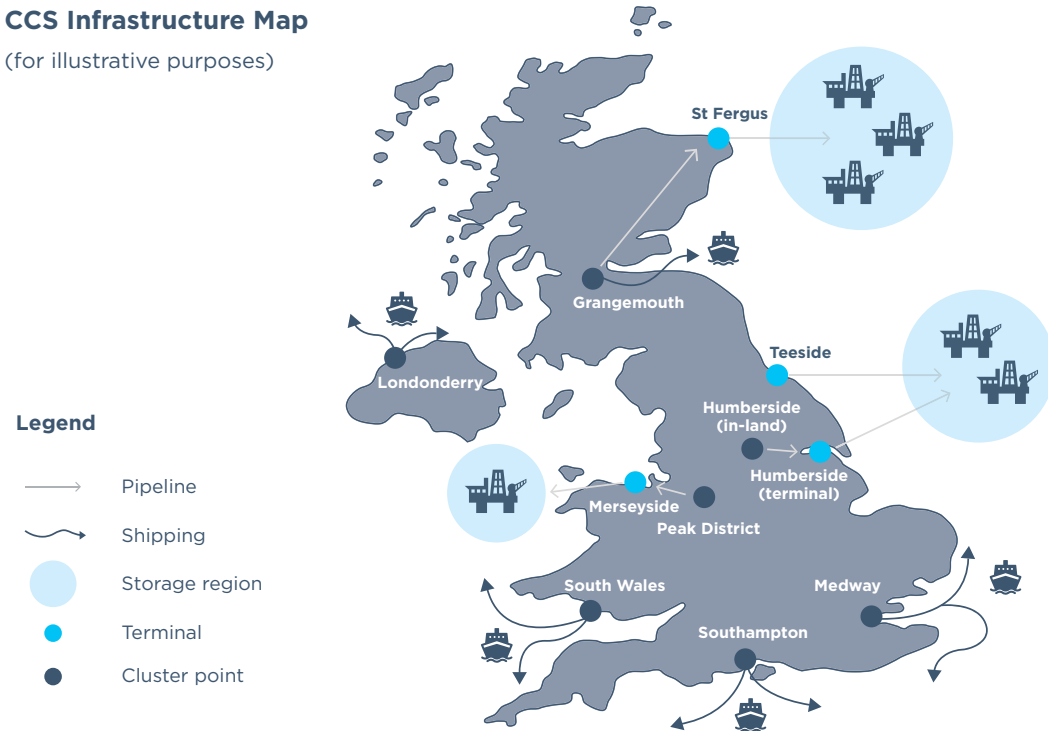 CCS Infrastructure Map
(for illustrative purposes)
St Fergus
Grangemouth
Londonderry
Teeside
Humberside
(in-land)
Humberside
(terminal)
Merseyside
Peak District
South Wales
Medway
Southampton
Legend
Pipeline
Shipping
Storage region
Terminal
Cluster point